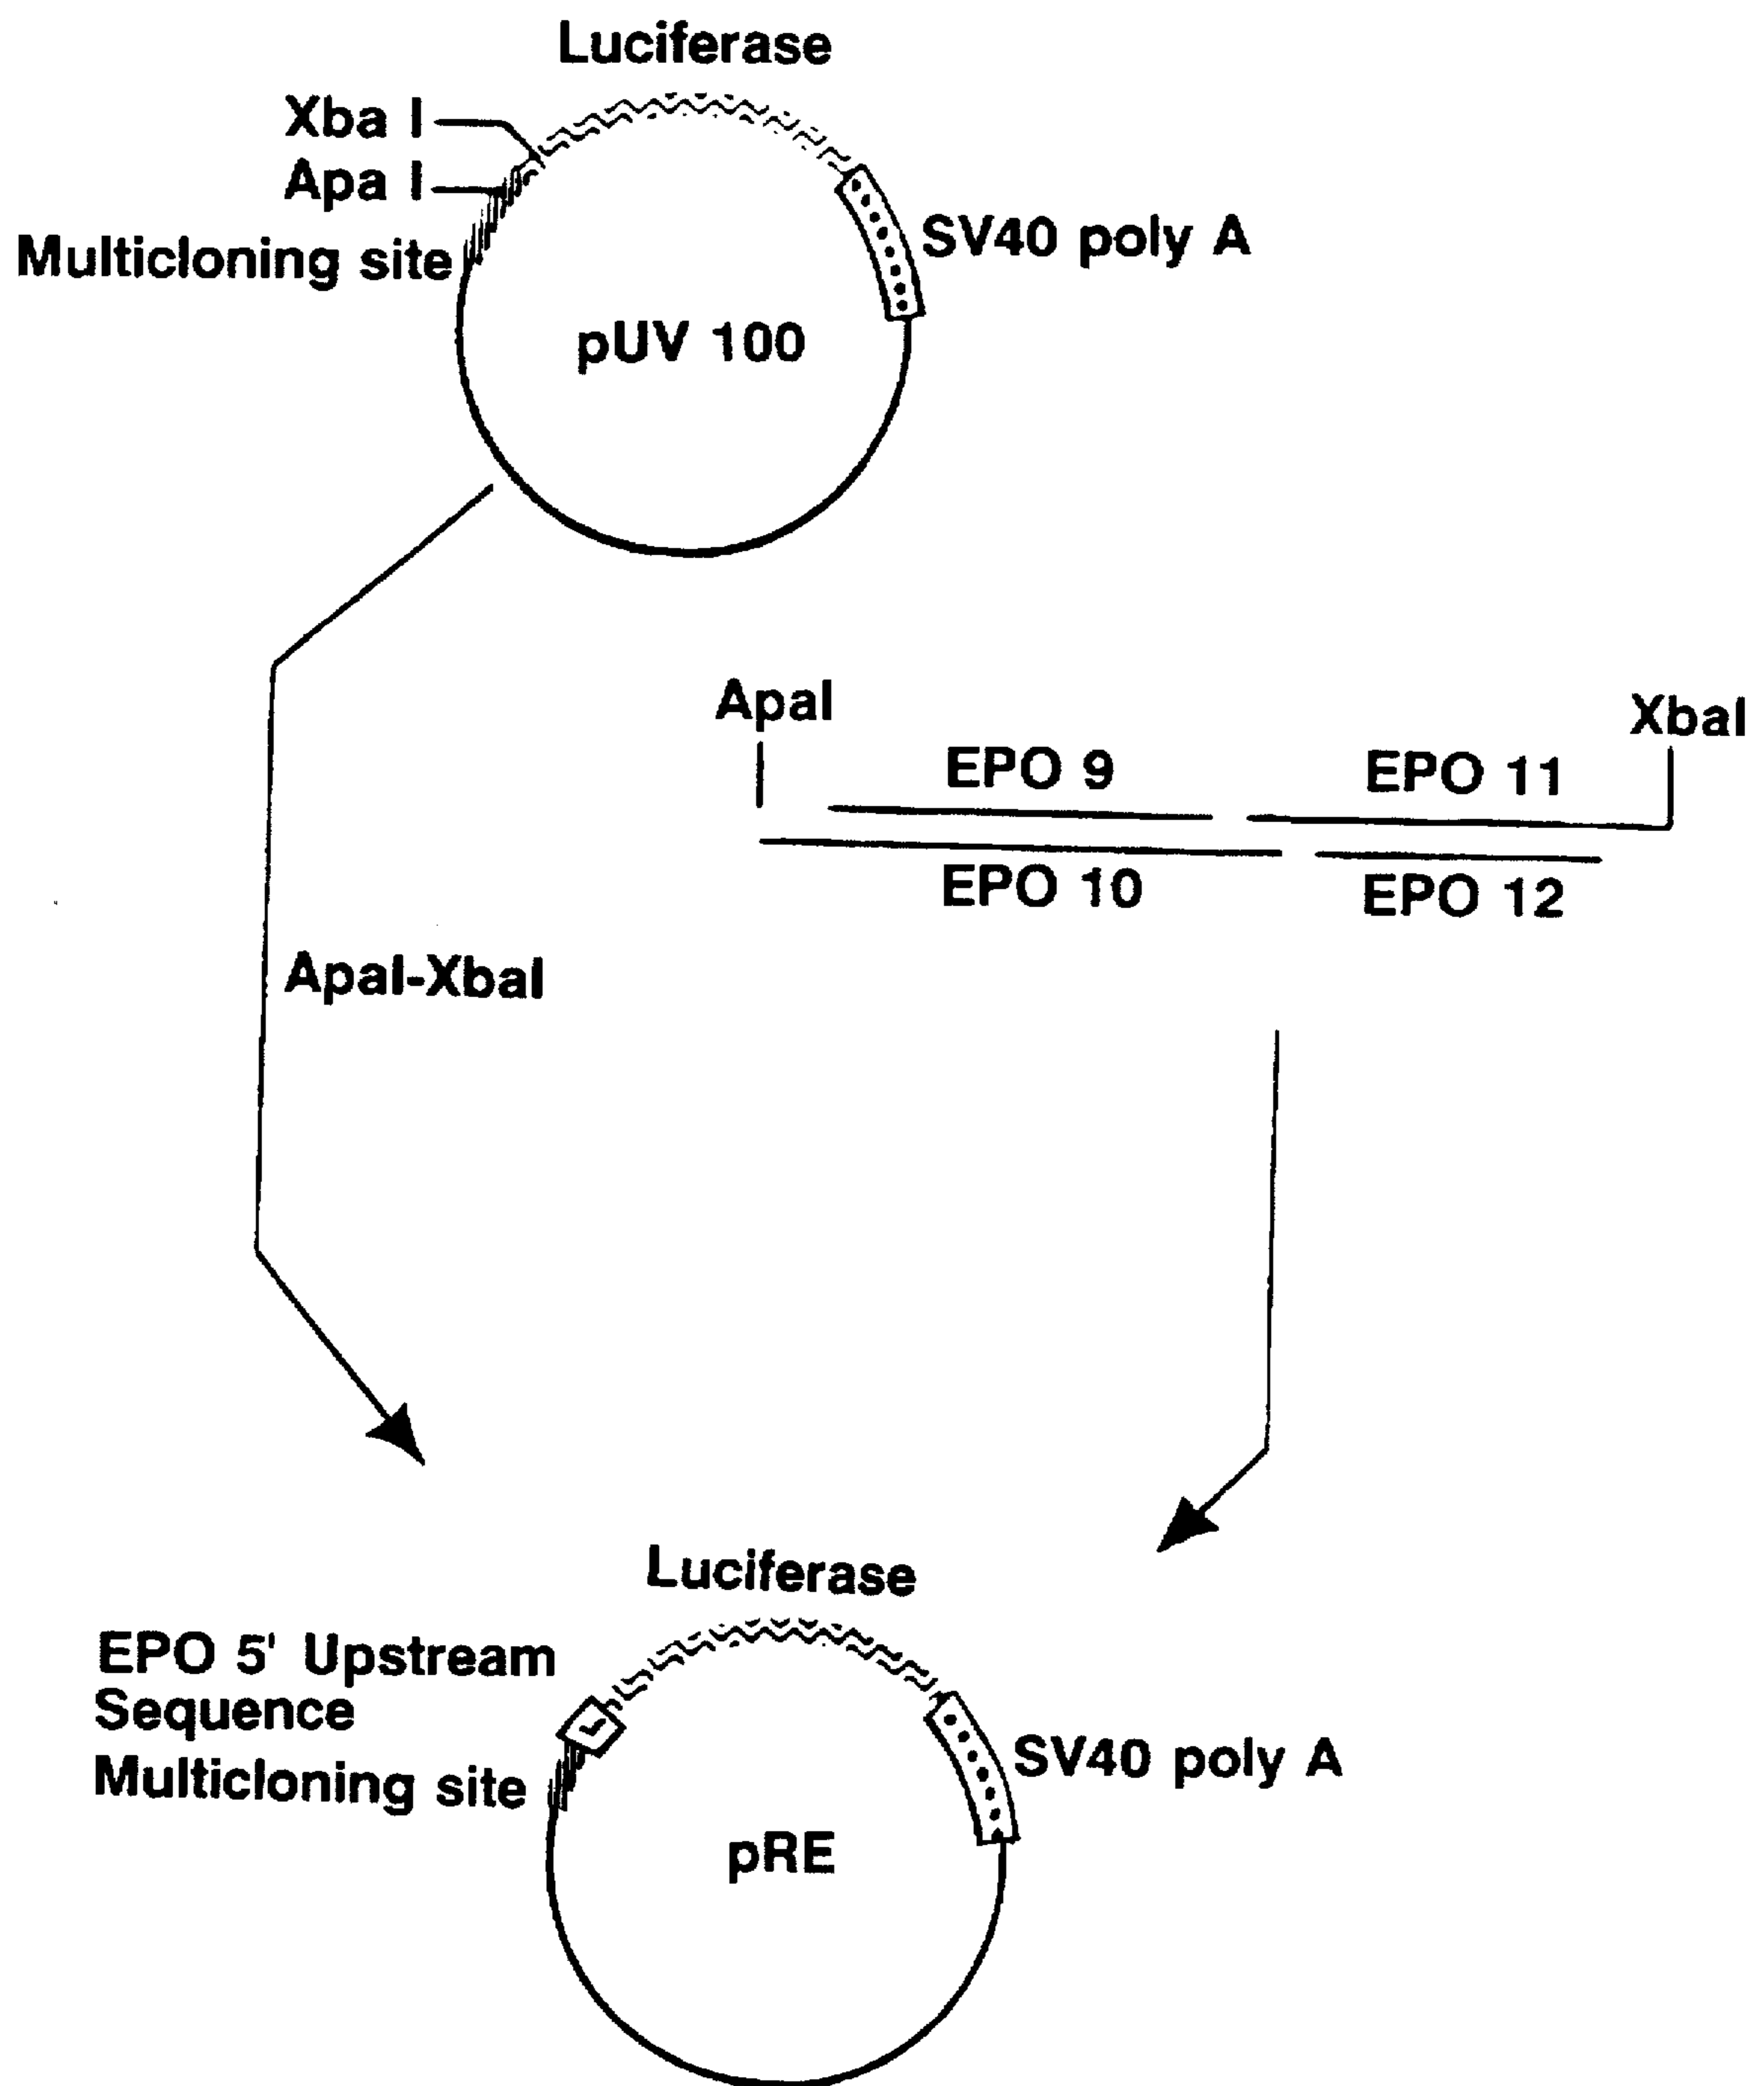 Luciferase
Xba I
Apa I
Multicloning site
SV40 poly A
pUV 100
ApaI
XbaI
EPO 9
EPO 11
EPO 10
EPO 12
ApaI-XbaI
Luciferase
EPO 5' Upstream
Sequence
Multicloning site
SV40 poly A
pRE